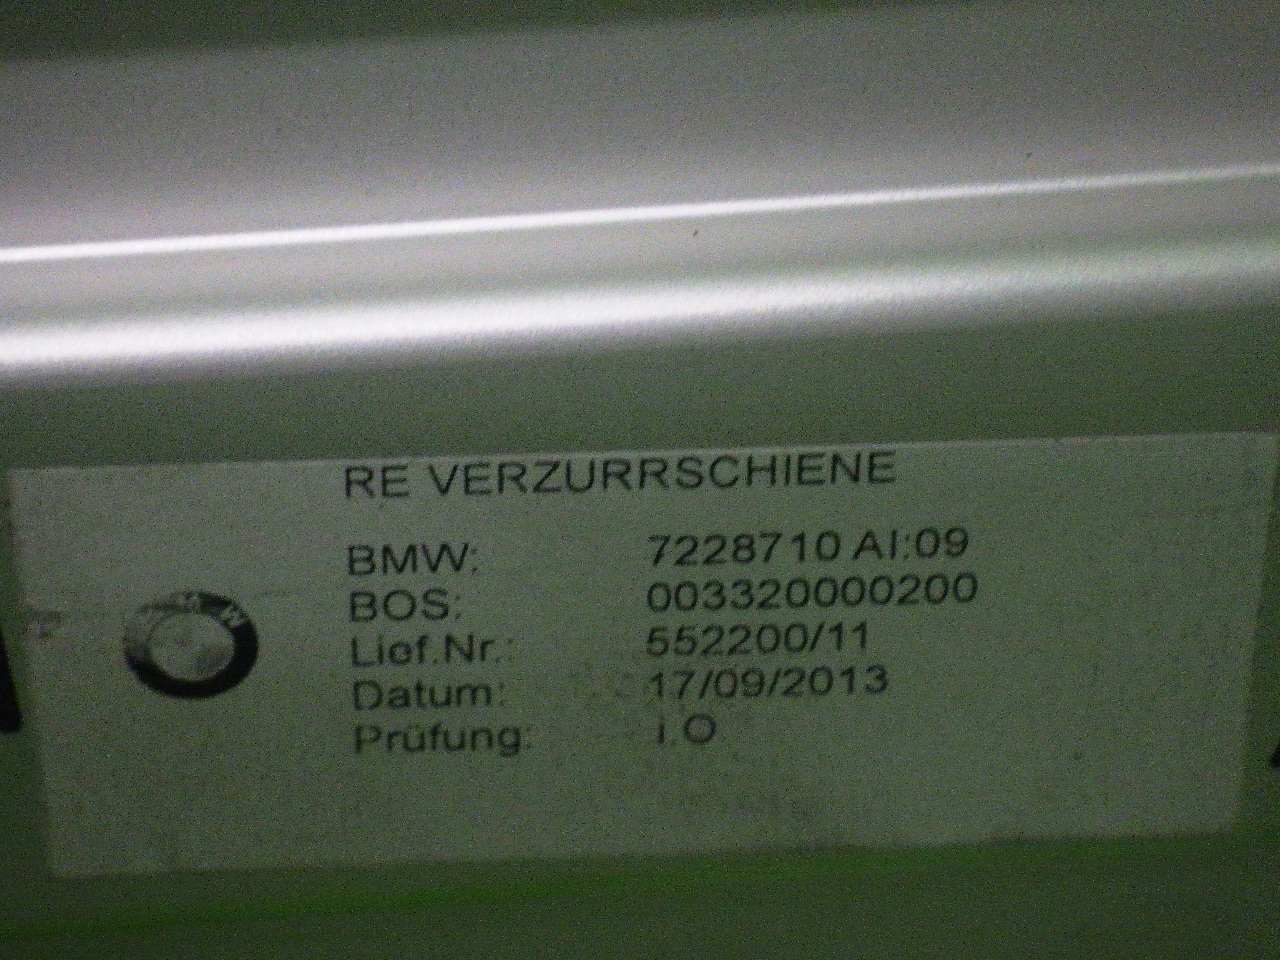 RE VERZURRSCHIENE
BMW: 7228710 AI:09
BOS: 003320000200
Lief.Nr.: 552200/11
Datum: 17/09/2013
Prüfung: i.O